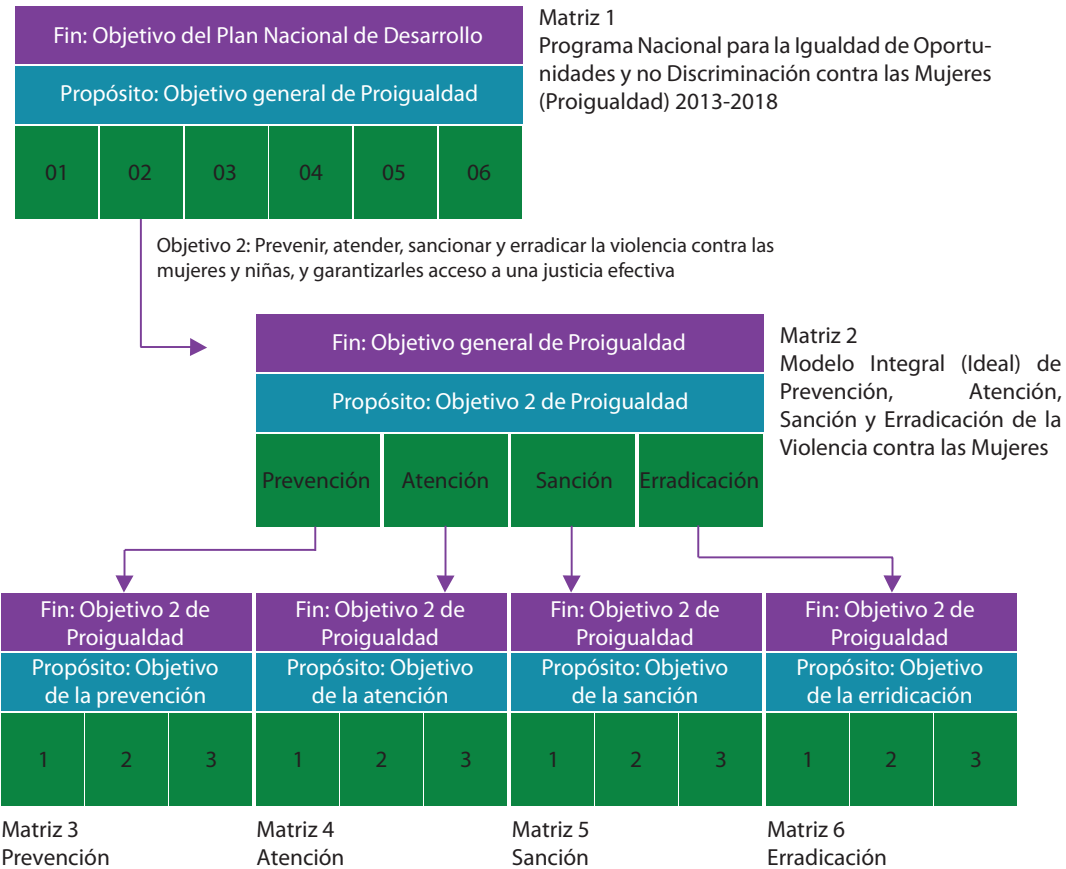 Fin: Objetivo del Plan Nacional de Desarrollo
Propósito: Objetivo general de Proigualdad
01 02 03 04 05 06
Matriz 1
Programa Nacional para la Igualdad de Oportu-
nidades y no Discriminación contra las Mujeres
(Proigualdad) 2013-2018
Objetivo 2: Prevenir, atender, sancionar y erradicar la violencia contra las
mujeres y niñas, y garantizarles acceso a una justicia efectiva
Fin: Objetivo general de Proigualdad
Propósito: Objetivo 2 de Proigualdad
Prevención Atención Sanción Erradicación
Matriz 2
Modelo Integral (Ideal) de
Prevención, Atención,
Sanción y Erradicación de la
Violencia contra las Mujeres
Fin: Objetivo 2 de
Proigualdad
Propósito: Objetivo
de la prevención
1 2 3
Matriz 3
Prevención
Fin: Objetivo 2 de
Proigualdad
Propósito: Objetivo
de la atención
1 2 3
Matriz 4
Atención
Fin: Objetivo 2 de
Proigualdad
Propósito: Objetivo
de la sanción
1 2 3
Matriz 5
Sanción
Fin: Objetivo 2 de
Proigualdad
Propósito: Objetivo
de la erridicación
1 2 3
Matriz 6
Erradicación